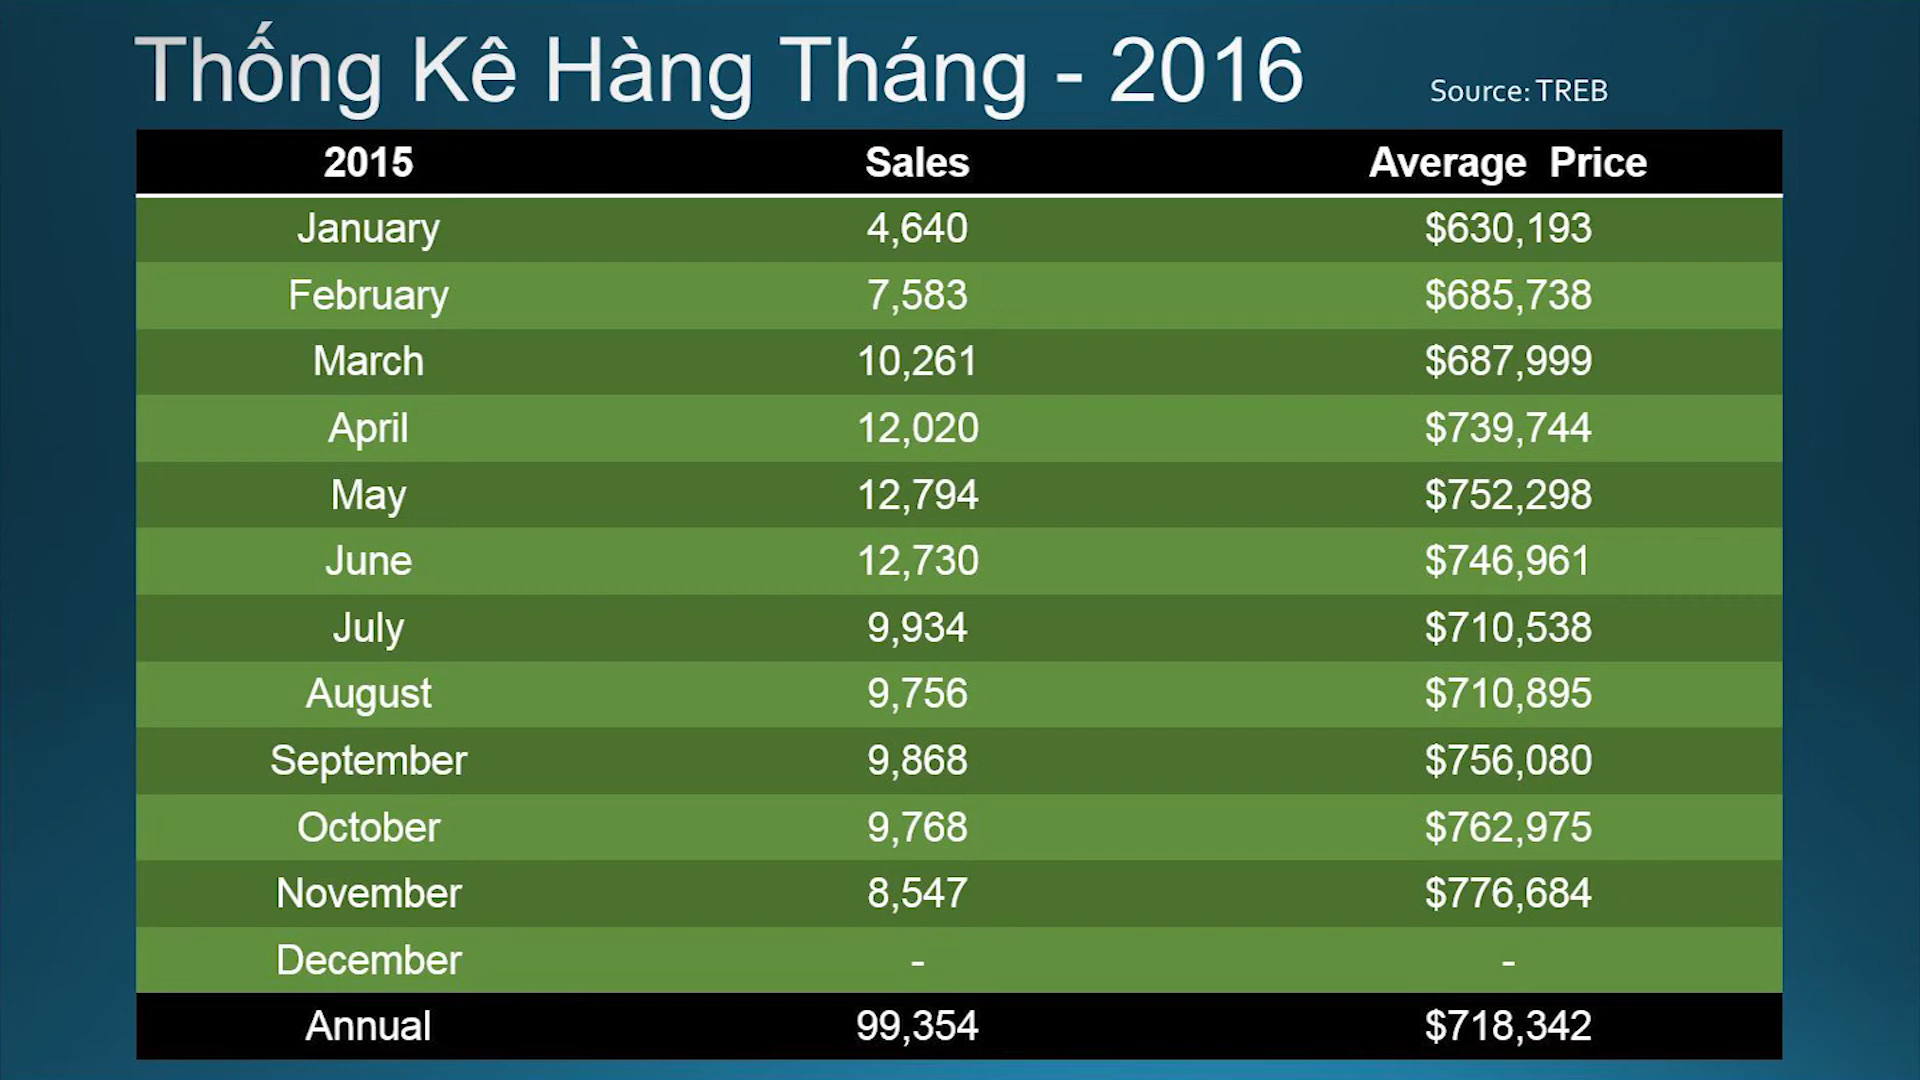 Thống Kê Hàng Tháng - 2016 Source: TREB
2015 Sales Average Price
January 4,640 $630,193
February 7,583 $685,738
March 10,261 $687,999
April 12,020 $739,744
May 12,794 $752,298
June 12,730 $746,961
July 9,934 $710,538
August 9,756 $710,895
September 9,868 $756,080
October 9,768 $762,975
November 8,547 $776,684
December - -
Annual 99,354 $718,342